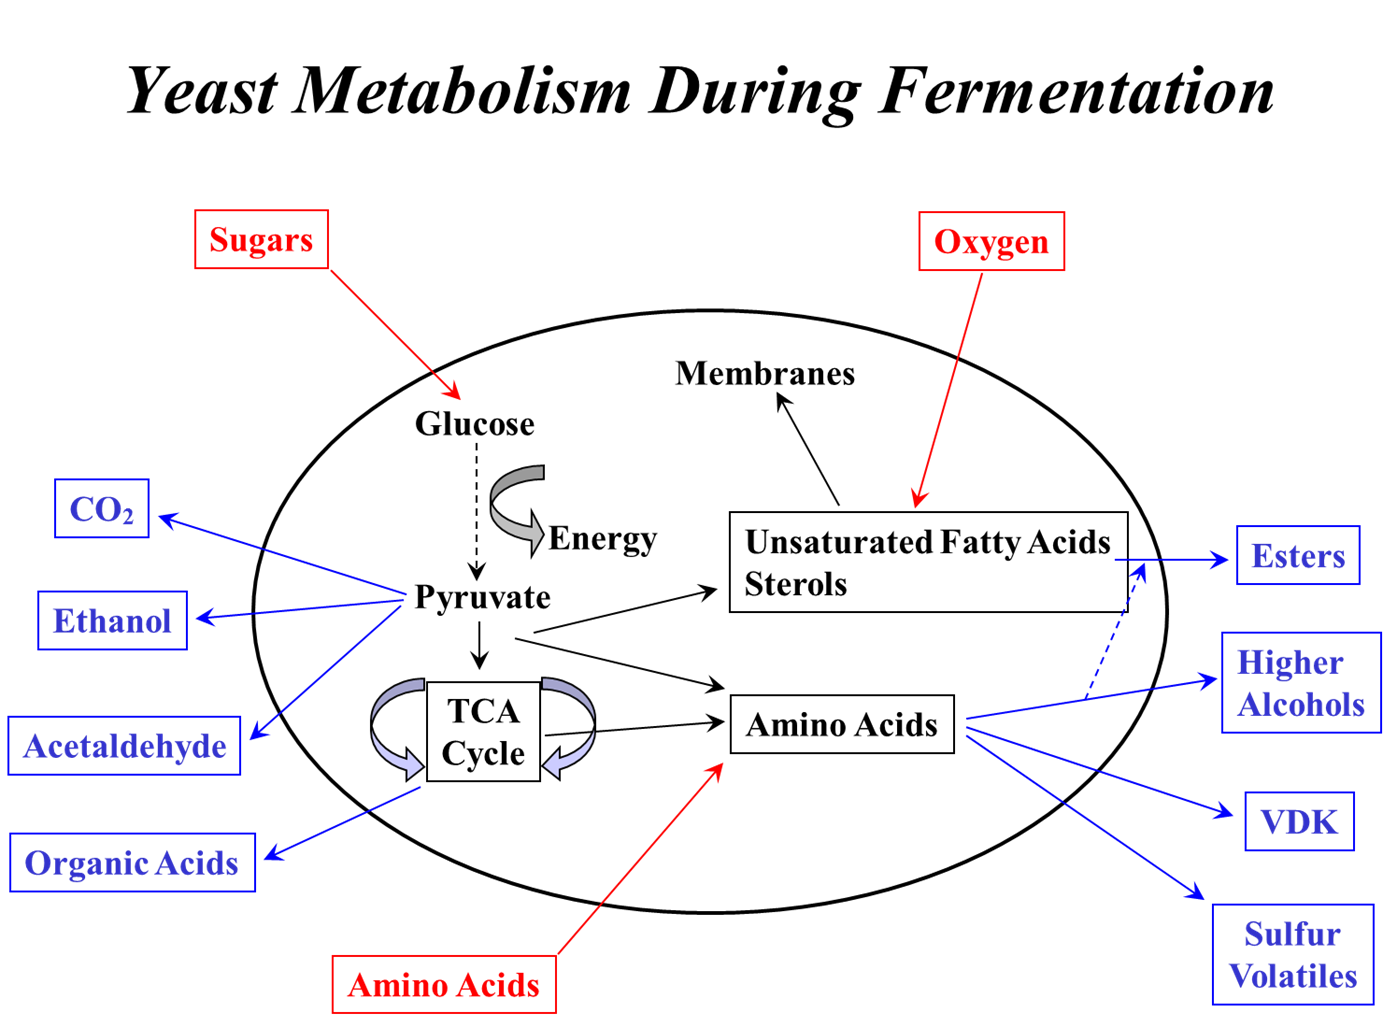 Yeast Metabolism During Fermentation
Sugars
Oxygen
Membranes
Glucose
CO₂
Energy
Unsaturated Fatty Acids
Sterols
Esters
Pyruvate
Ethanol
Higher
Alcohols
TCA
Cycle
Amino Acids
Acetaldehyde
VDK
Organic Acids
Sulfur
Volatiles
Amino Acids